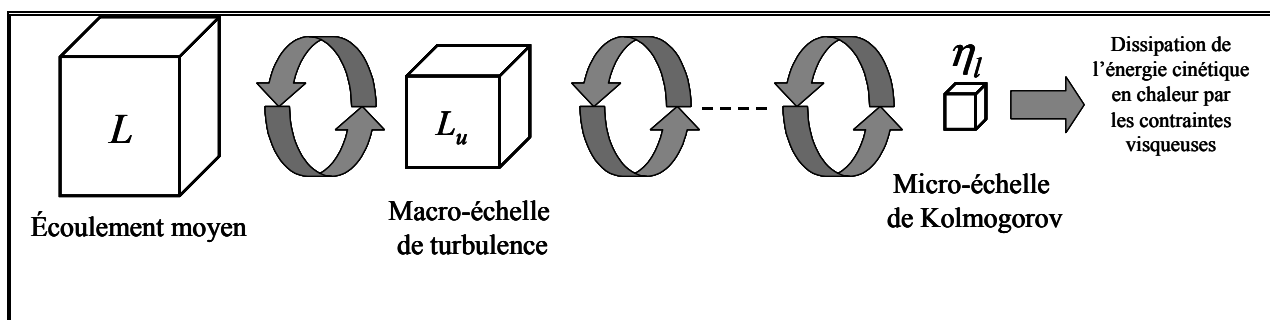 L
Écoulement moyen
L_u
Macro-échelle
de turbulence
η_l
Micro-échelle
de Kolmogorov
Dissipation de
l'énergie cinétique
en chaleur par
les contraintes
visqueuses